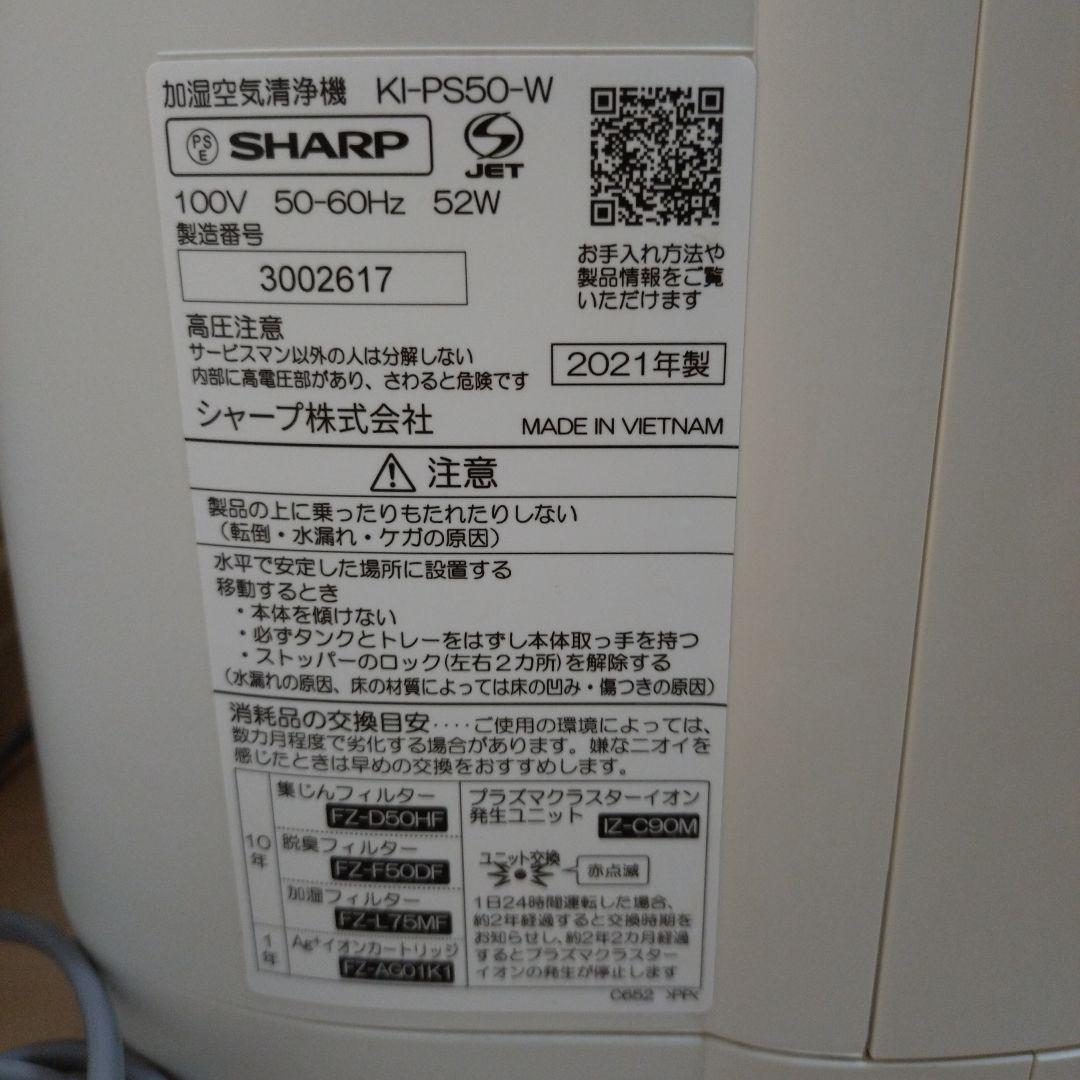 加湿空気清浄機 KI-PS50-W
PS
E
SHARP
JET
100V 50-60Hz 52W
製造番号
3002617
お手入れ方法や
製品情報をご覧
いただけます
高圧注意
サービスマン以外の人は分解しない
内部に高電圧部があり、さわると危険です
2021年製
シャープ株式会社
MADE IN VIETNAM
注意
製品の上に乗ったりもたれたりしない
（転倒・水漏れ・ケガの原因）
水平で安定した場所に設置する
移動するとき
・本体を傾けない
・必ずタンクとトレーをはずし本体取っ手を持つ
・ストッパーのロック(左右２カ所)を解除する
（水漏れの原因、床の材質によっては床の凹み・傷つきの原因）
消耗品の交換目安‥‥ご使用の環境によっては、
数カ月程度で劣化する場合があります。嫌なニオイを
感じたときは早めの交換をおすすめします。
10年
集じんフィルター
FZ-D50HF
脱臭フィルター
FZ-F50DF
加湿フィルター
FZ-L75MF
1年
Ag+イオンカートリッジ
FZ-AG01K1
プラズマクラスターイオン
発生ユニット IZ-C90M
ユニット交換
赤点滅
1日24時間運転した場合、
約2年経過すると交換時期を
お知らせし、約2年2カ月経過
するとプラズマクラスター
イオンの発生が停止します
C652 >PP<